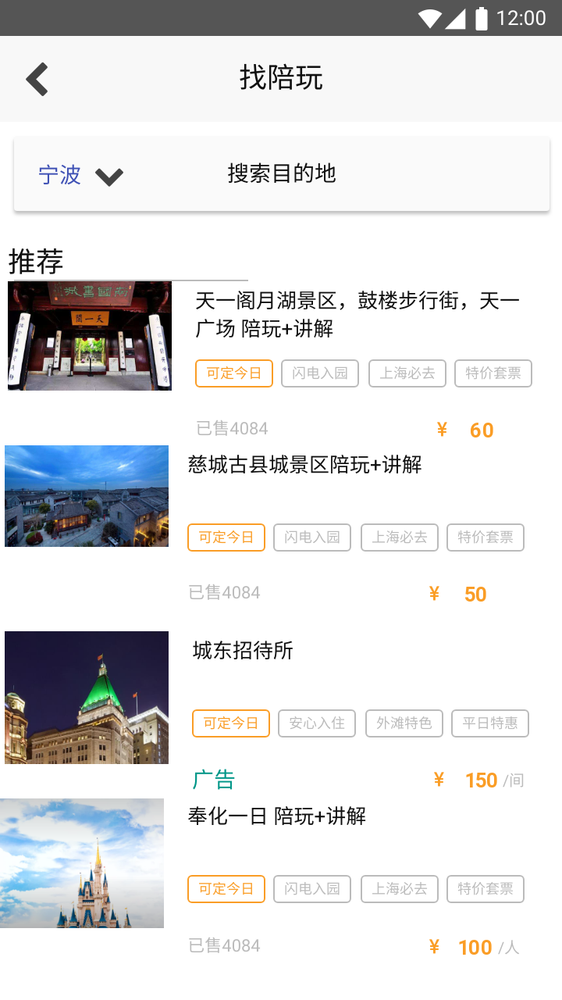 12:00
找陪玩
宁波
搜索目的地
推荐
南國書城
天一閣
天一阁月湖景区，鼓楼步行街，天一
广场 陪玩+讲解
可定今日
闪电入园
上海必去
特价套票
已售4084
¥ 60
慈城古县城景区陪玩+讲解
可定今日
闪电入园
上海必去
特价套票
已售4084
¥ 50
城东招待所
可定今日
安心入住
外滩特色
平日特惠
广告
¥ 150 /间
奉化一日 陪玩+讲解
可定今日
闪电入园
上海必去
特价套票
已售4084
¥ 100 /人